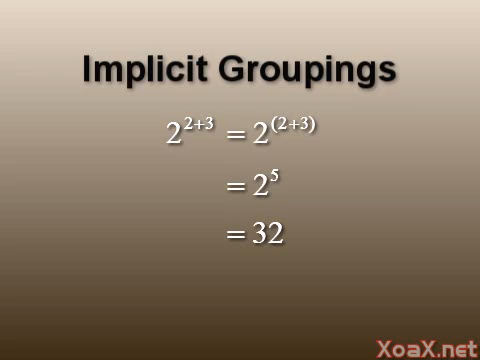 Implicit Groupings
2^{2+3} = 2^{(2+3)}
= 2^5
= 32
XoaX.net